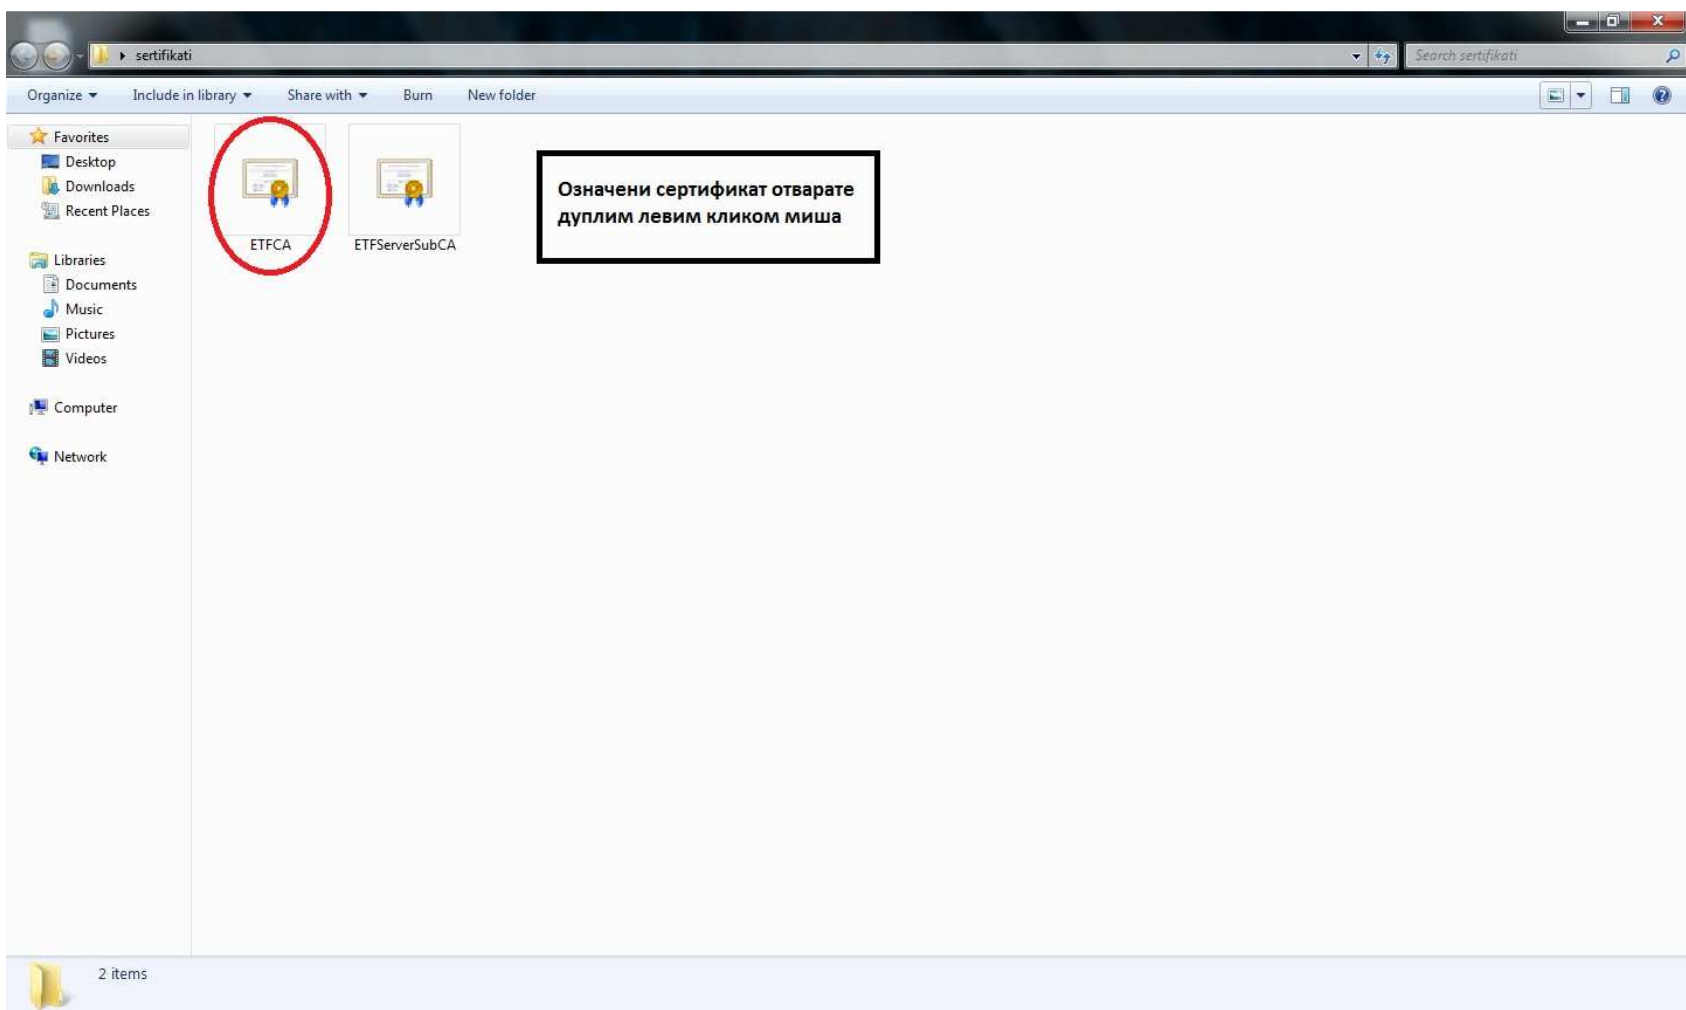 sertifikati
Search sertifikati
Organize
Include in library
Share with
Burn
New folder
Favorites
Desktop
Downloads
Recent Places
Libraries
Documents
Music
Pictures
Videos
Computer
Network
ETFCA
ETFServerSubCA
Означени сертификат отварате
дуплим левим кликом миша
2 items